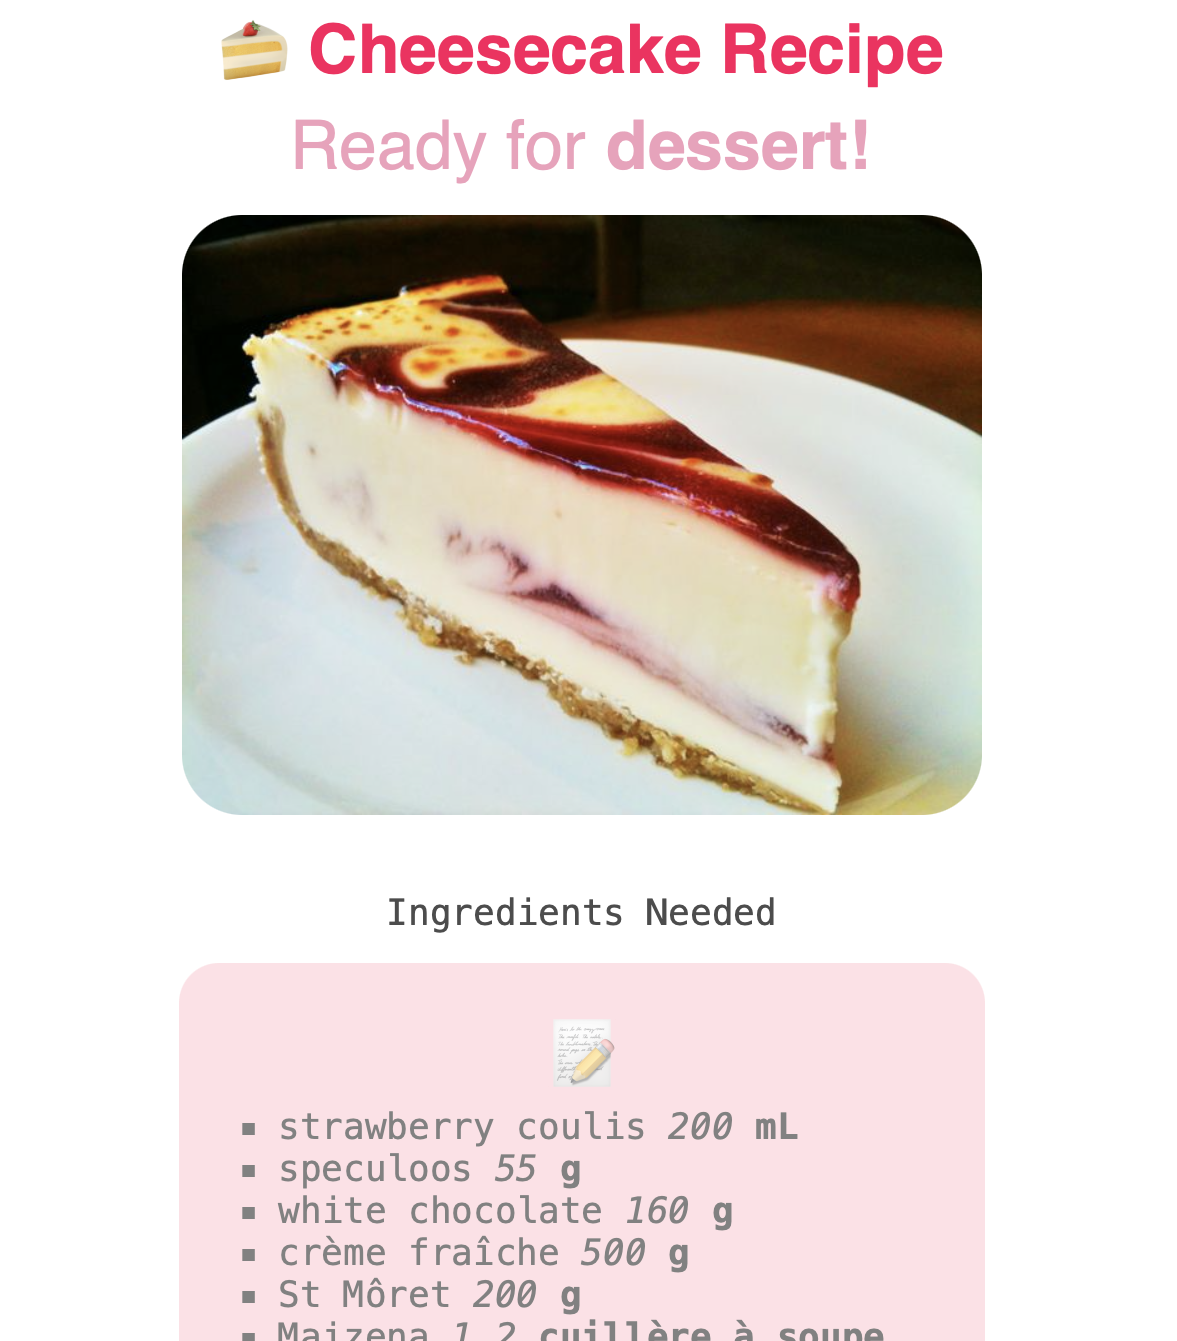 Cheesecake Recipe
Ready for dessert!
Ingredients Needed
strawberry coulis 200 mL
speculoos 55 g
white chocolate 160 g
crème fraîche 500 g
St Môret 200 g
Maizena 1.2 cuillère à soupe